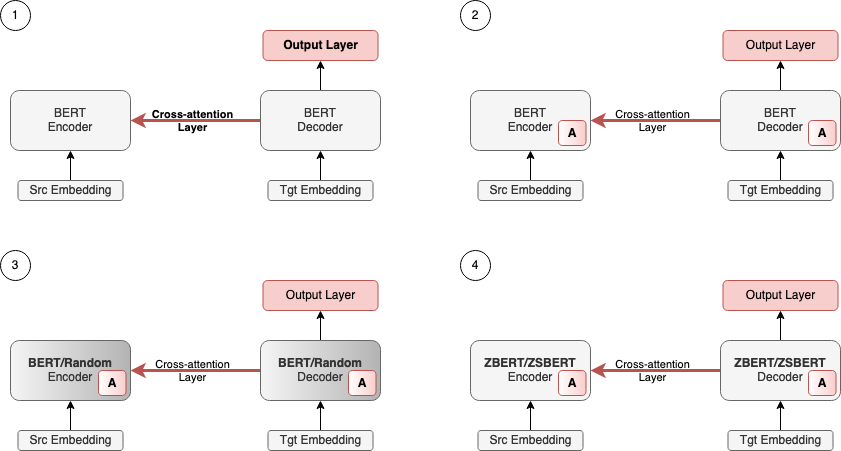 1
Output Layer
BERT
Encoder
Cross-attention
Layer
BERT
Decoder
Src Embedding
Tgt Embedding
2
Output Layer
BERT
Encoder
A
Cross-attention
Layer
BERT
Decoder
A
Src Embedding
Tgt Embedding
3
Output Layer
BERT/Random
Encoder
A
Cross-attention
Layer
BERT/Random
Decoder
A
Src Embedding
Tgt Embedding
4
Output Layer
ZBERT/ZSBERT
Encoder
A
Cross-attention
Layer
ZBERT/ZSBERT
Decoder
A
Src Embedding
Tgt Embedding